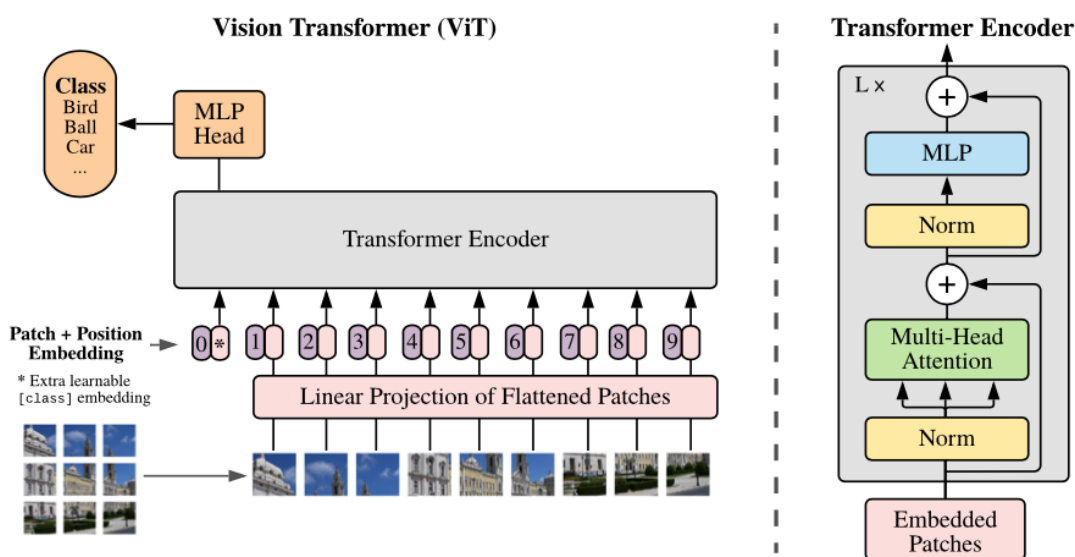 Vision Transformer (ViT)
Class
Bird
Ball
Car
...
MLP
Head
Transformer Encoder
Patch + Position
Embedding
* Extra learnable
[class] embedding
0 * 1 2 3 4 5 6 7 8 9
Linear Projection of Flattened Patches
Transformer Encoder
L ×
+
MLP
Norm
+
Multi-Head
Attention
Norm
Embedded
Patches